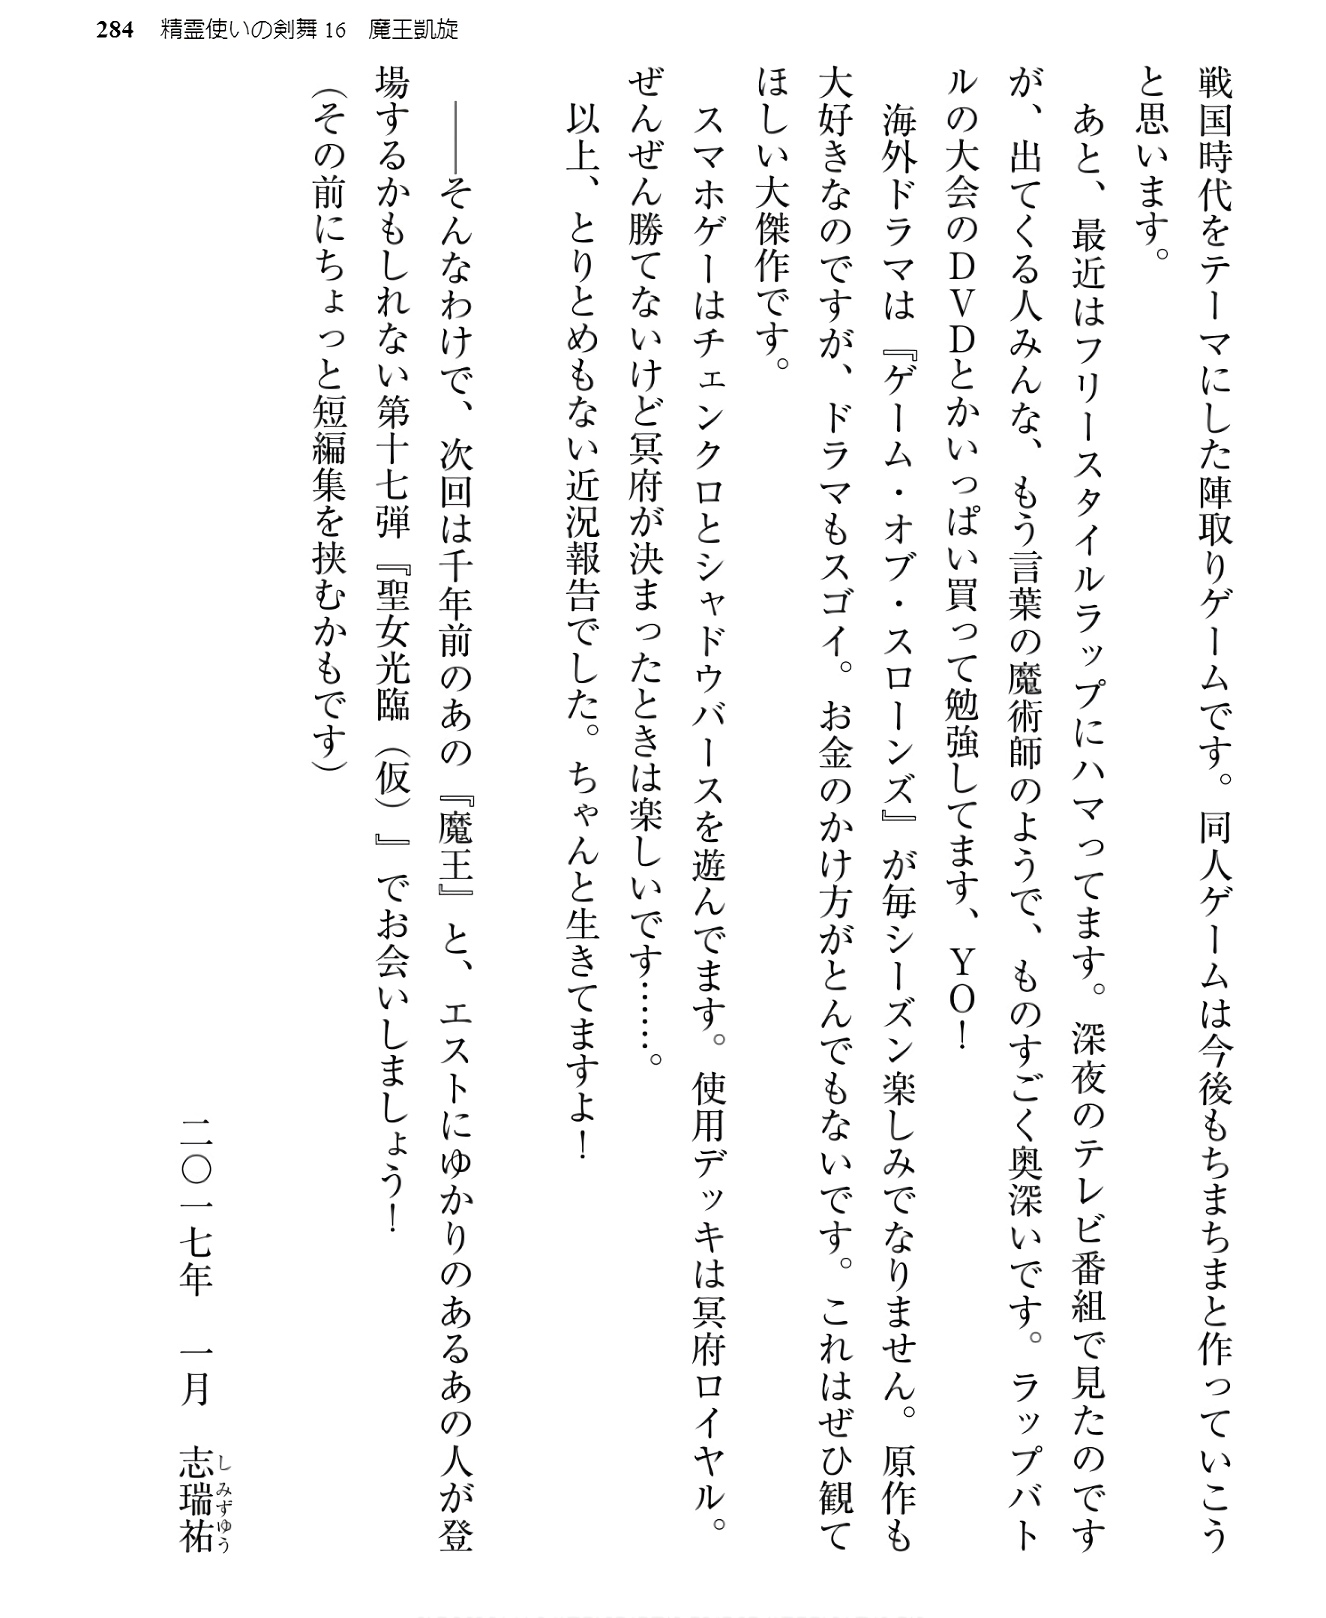 284　精霊使いの剣舞16　魔王凱旋
戦国時代をテーマにした陣取りゲームです。同人ゲームは今後もちまちまと作っていこう
と思います。
　あと、最近はフリースタイルラップにハマってます。深夜のテレビ番組で見たのです
が、出てくる人みんな、もう言葉の魔術師のようで、ものすごく奥深いです。ラップバト
ルの大会のDVDとかいっぱい買って勉強してます、YO！
　海外ドラマは『ゲーム・オブ・スローンズ』が毎シーズン楽しみでなりません。原作も
大好きなのですが、ドラマもスゴイ。お金のかけ方がとんでもないです。これはぜひ観て
ほしい大傑作です。
　スマホゲーはチェンクロとシャドウバースを遊んでます。使用デッキは冥府ロイヤル。
ぜんぜん勝てないけど冥府が決まったときは楽しいです……。
　以上、とりとめもない近況報告でした。ちゃんと生きてますよ！
　――そんなわけで、次回は千年前のあの『魔王』と、エストにゆかりのあるあの人が登
場するかもしれない第十七弾『聖女光臨（仮）』でお会いしましょう！
（その前にちょっと短編集を挟むかもです）
二〇一七年　一月　志瑞祐
しみずゆう